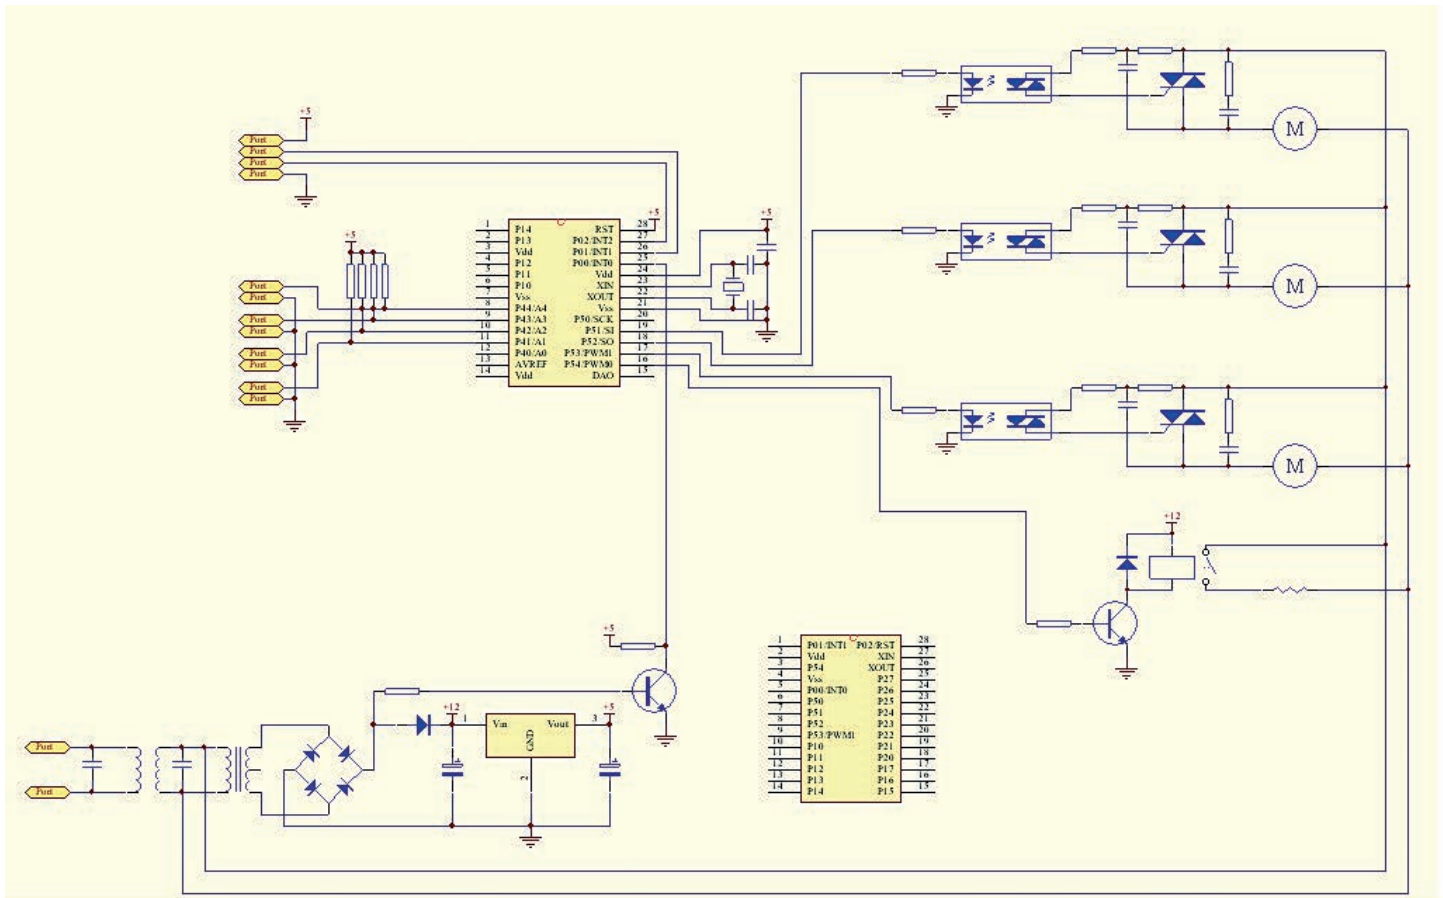 +5
Port
Port
Port
Port
+5
Port
Port
Port
Port
Port
Port
Port
Port
1 P14 RST 28 +5
2 P13 P02/INT2 27
3 Vdd P01/INT1 26
4 P12 P00/INT0 25
5 P11 Vdd 24
6 P10 XIN 23
7 Vss XOUT 22
8 P44/A4 Vss 21
9 P43/A3 P50/SCK 20
10 P42/A2 P51/SI 19
11 P41/A1 P52/SO 18
12 P40/A0 P53/PWM1 17
13 AVREF P54/PWM0 16
14 Vdd DAO 15
+5
M
M
M
+12
+5
1 P01/INT1 P02/RST 28
2 Vdd XIN 27
3 P54 XOUT 26
4 Vss P27 25
5 P00/INT0 P26 24
6 P50 P25 23
7 P51 P24 22
8 P52 P23 21
9 P53/PWM1 P22 20
10 P10 P21 19
11 P11 P20 18
12 P12 P17 17
13 P13 P16 16
14 P14 P15 15
Port
Port
+12
1 Vin Vout 3
GND
2
+5